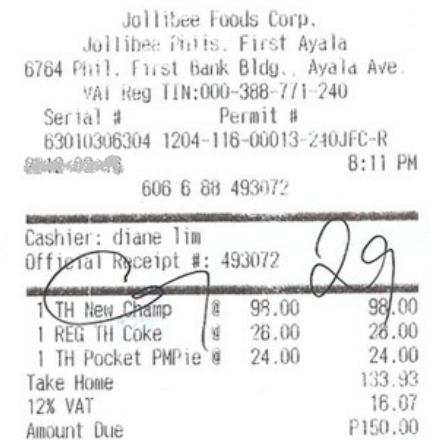 Jollibee Foods Corp.
Jollibee Phils. First Ayala
6764 Phil. First Bank Bldg., Ayala Ave.
VAT Reg TIN:000-388-771-240
Serial # Permit #
63010306304 1204-116-00013-240JFC-R
8:11 PM
606 6 88 493072
Cashier: diane lim
Official Receipt #: 493072
29
?
1 TH New Champ @ 98.00 98.00
1 REG TH Coke @ 28.00 28.00
1 TH Pocket PMPie @ 24.00 24.00
Take Home 133.93
12% VAT 16.07
Amount Due P150.00